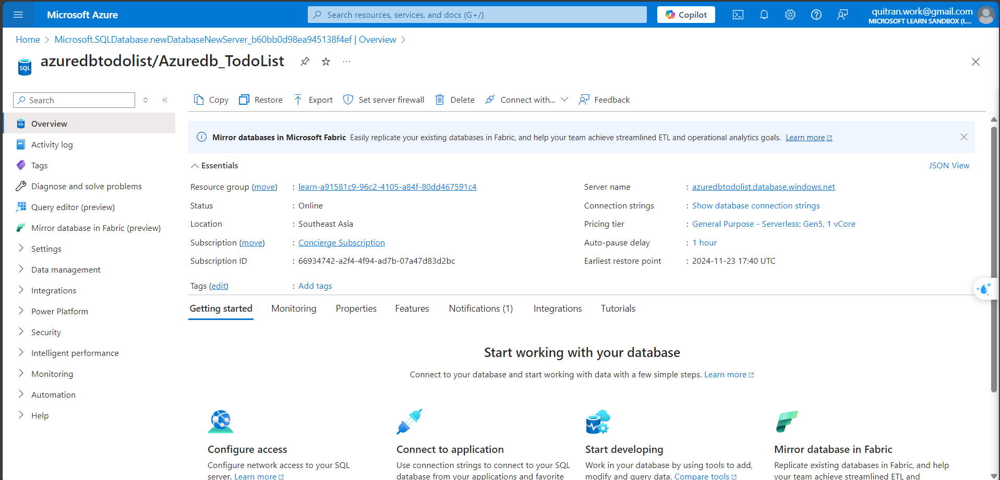 Microsoft Azure
Search resources, services, and docs (G+/)
Copilot
quitran.work@gmail.com
MICROSOFT LEARN SANDBOX (L...
Home > Microsoft.SQLDatabase.newDatabaseNewServer_b60bb0d98ea945138f4ef | Overview >
SQL
azuredbtodolist/Azuredb_TodoList
Search
Copy Restore Export Set server firewall Delete Connect with... Feedback
SQL Overview
Activity log
Tags
Diagnose and solve problems
Query editor (preview)
Mirror database in Fabric (preview)
Settings
Data management
Integrations
Power Platform
Security
Intelligent performance
Monitoring
Automation
Help
Mirror databases in Microsoft Fabric Easily replicate your existing databases in Fabric, and help your team achieve streamlined ETL and operational analytics goals. Learn more
Essentials
JSON View
Resource group (move) : learn-a91581c9-96c2-4105-a84f-80dd467591c4
Status : Online
Location : Southeast Asia
Subscription (move) : Concierge Subscription
Subscription ID : 66934742-a2f4-4f94-ad7b-07a47d83d2bc
Server name : azuredbtodolist.database.windows.net
Connection strings : Show database connection strings
Pricing tier : General Purpose - Serverless: Gen5, 1 vCore
Auto-pause delay : 1 hour
Earliest restore point : 2024-11-23 17:40 UTC
Tags (edit) : Add tags
Getting started Monitoring Properties Features Notifications (1) Integrations Tutorials
Start working with your database
Connect to your database and start working with data with a few simple steps. Learn more
Configure access
Configure network access to your SQL
server. Learn more
Connect to application
Use connection strings to connect to your SQL
database from your applications and favorite
Start developing
Work in your database by using tools to add,
modify and query data. Compare tools
Mirror database in Fabric
Replicate existing databases in Fabric, and help
your team achieve streamlined ETL and